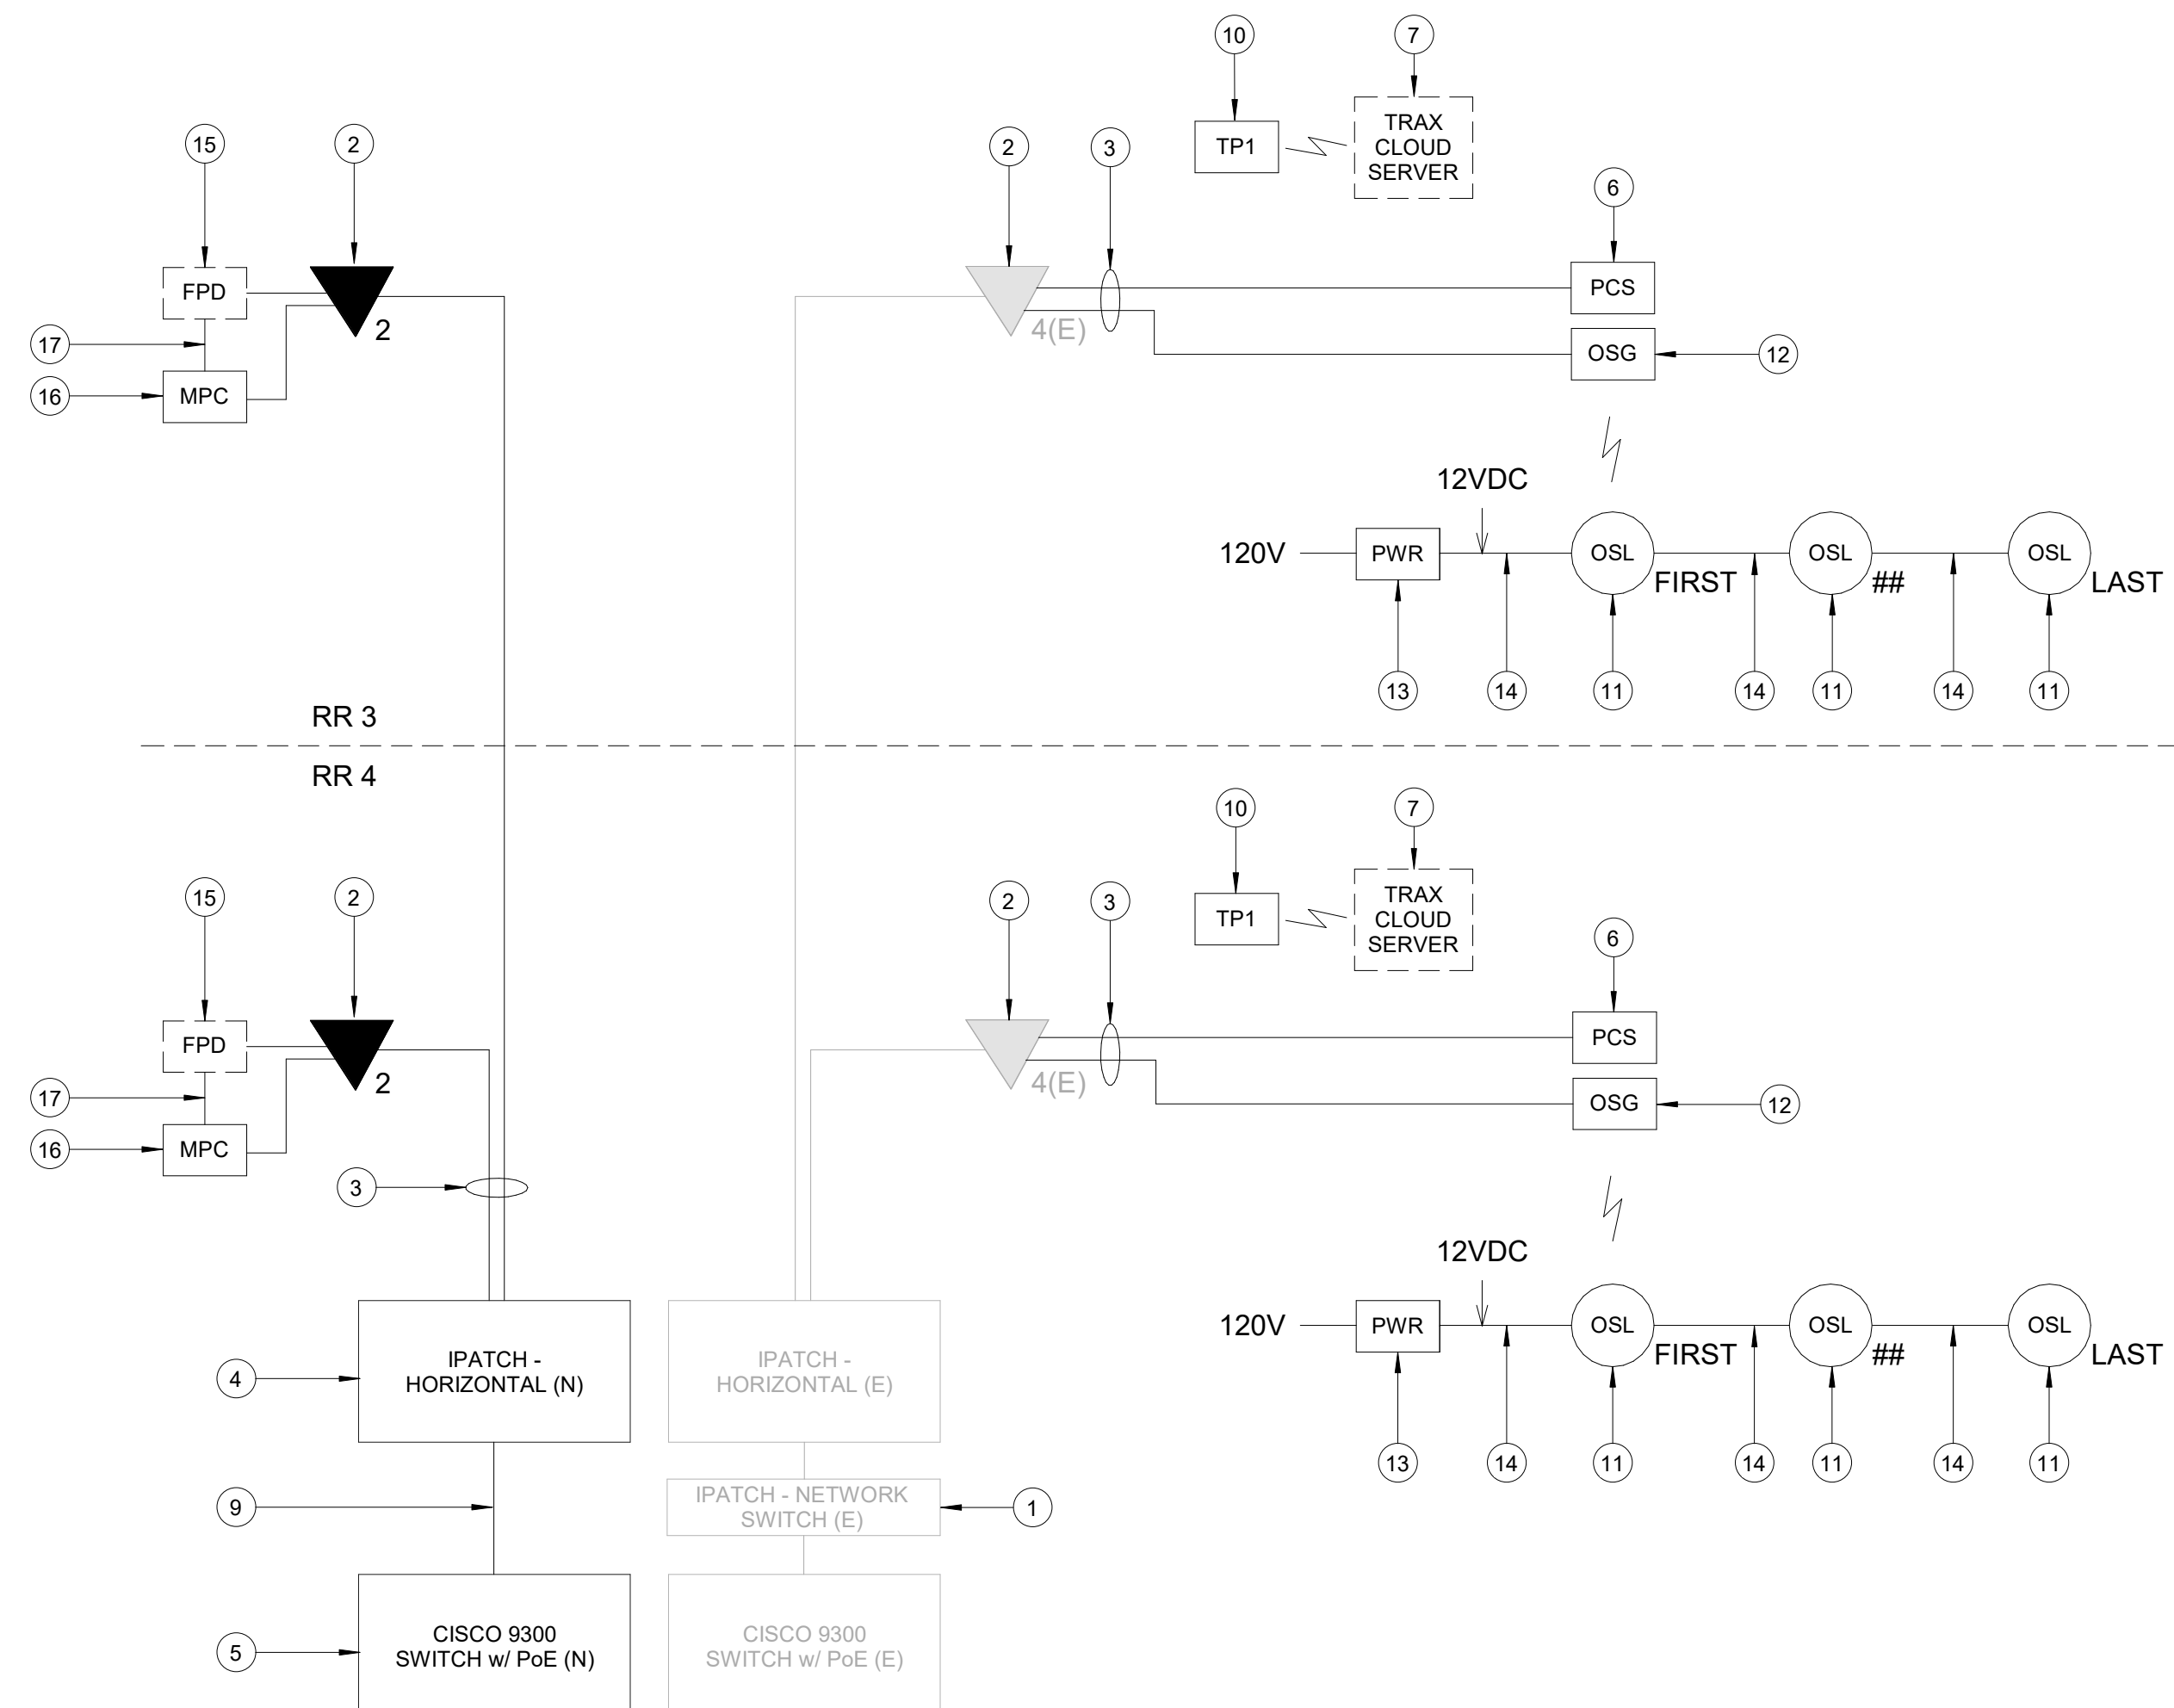 10
7
15
2
2
3
TP1
TRAX
CLOUD
SERVER
6
FPD
2
4(E)
PCS
17
OSG
12
16
MPC
12VDC
120V
PWR
OSL
FIRST
OSL
##
OSL
LAST
13
14
11
14
11
14
11
RR 3
RR 4
10
7
15
2
2
3
TP1
TRAX
CLOUD
SERVER
6
FPD
2
4(E)
PCS
17
OSG
12
16
MPC
3
12VDC
120V
PWR
OSL
FIRST
OSL
##
OSL
LAST
4
IPATCH -
HORIZONTAL (N)
IPATCH -
HORIZONTAL (E)
13
14
11
14
11
14
11
9
IPATCH - NETWORK
SWITCH (E)
1
5
CISCO 9300
SWITCH w/ PoE (N)
CISCO 9300
SWITCH w/ PoE (E)